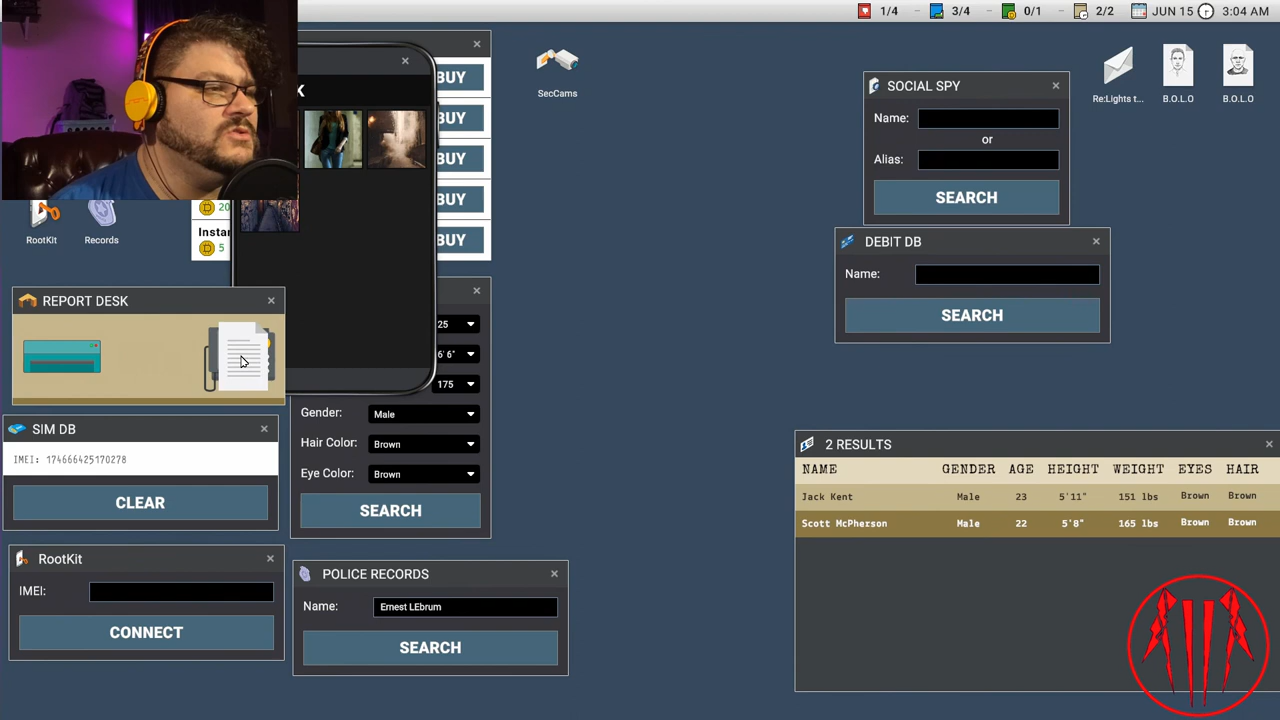 1/4
3/4
0/1
2/2
JUN 15
3:04 AM
K
BUY
BUY
BUY
BUY
BUY
20
Instan
5
SecCams
Re:Lights t...
B.O.L.O
B.O.L.O
SOCIAL SPY
Name:
or
Alias:
SEARCH
DEBIT DB
Name:
SEARCH
RootKit
Records
REPORT DESK
25
6' 6"
175
Gender:
Male
Hair Color:
Brown
Eye Color:
Brown
SEARCH
SIM DB
IMEI: 174666425170278
CLEAR
RootKit
IMEI:
CONNECT
POLICE RECORDS
Name:
Ernest LEbrum
SEARCH
2 RESULTS
NAME GENDER AGE HEIGHT WEIGHT EYES HAIR
Jack Kent Male 23 5'11" 151 lbs Brown Brown
Scott McPherson Male 22 5'8" 165 lbs Brown Brown